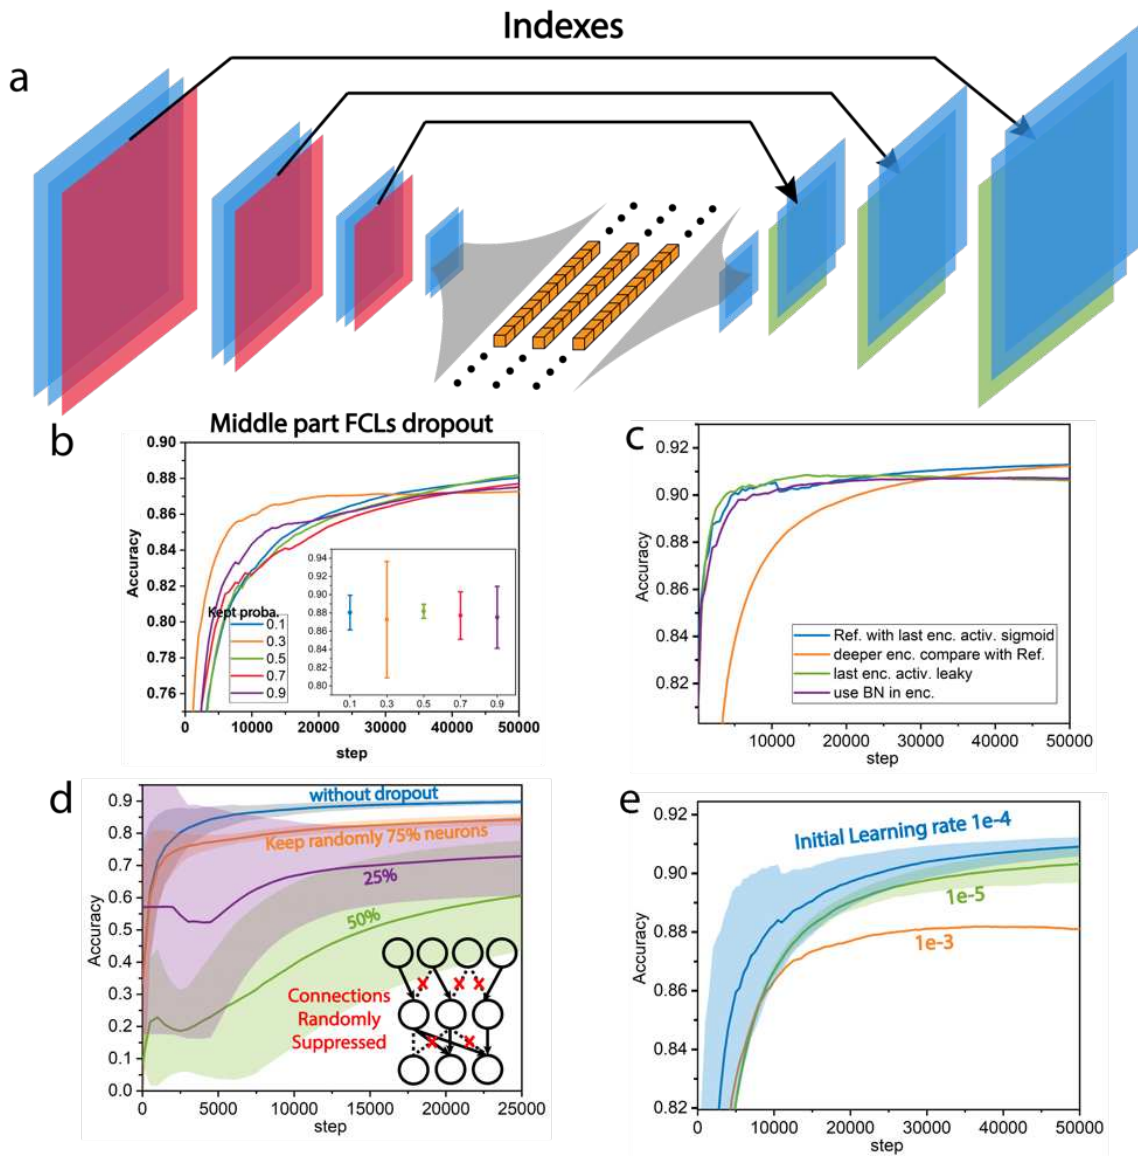 Indexes
a
b
Middle part FCLs dropout
0.90
0.88
0.86
0.84
0.82
0.80
0.78
0.76
Accuracy
Kept proba.
0.1
0.3
0.5
0.7
0.9
0.94
0.92
0.90
0.88
0.86
0.84
0.82
0.80
0.1 0.3 0.5 0.7 0.9
0 10000 20000 30000 40000 50000
step
c
0.92
0.90
0.88
0.86
0.84
0.82
Accuracy
Ref. with last enc. activ. sigmoid
deeper enc. compare with Ref.
last enc. activ. leaky
use BN in enc.
10000 20000 30000 40000 50000
step
d
0.9
0.8
0.7
0.6
0.5
0.4
0.3
0.2
0.1
0.0
Accuracy
without dropout
Keep randomly 75% neurons
25%
50%
Connections
Randomly
Suppressed
x x x
x x
0 5000 10000 15000 20000 25000
step
e
0.92
0.90
0.88
0.86
0.84
0.82
Accuracy
Initial Learning rate 1e-4
1e-5
1e-3
0 10000 20000 30000 40000 50000
step